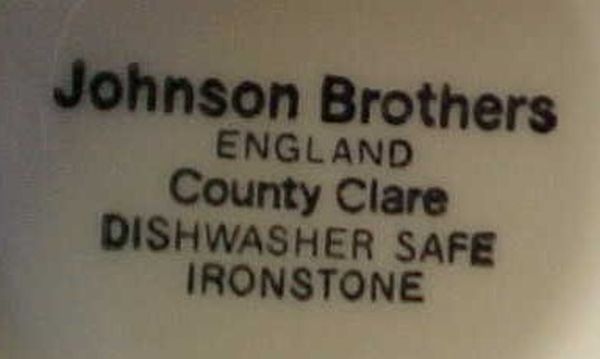 Johnson Brothers
ENGLAND
County Clare
DISHWASHER SAFE
IRONSTONE